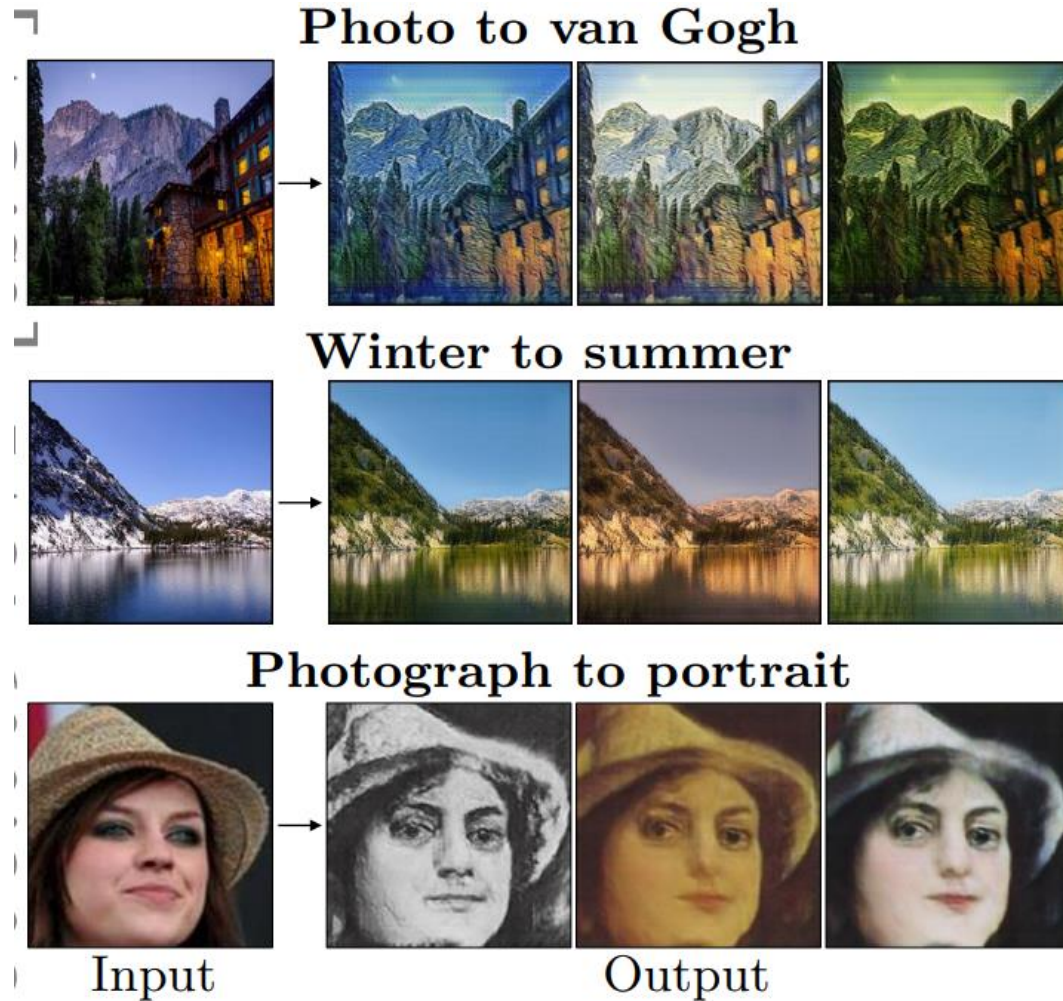 Photo to van Gogh
Winter to summer
Photograph to portrait
Input
Output